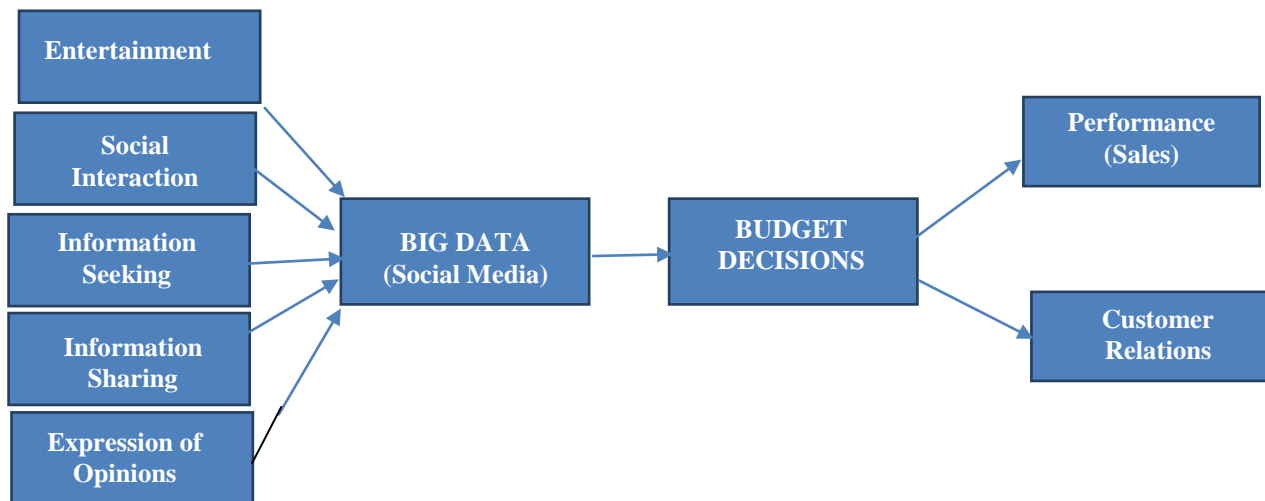 Entertainment
Social
Interaction
Information
Seeking
Information
Sharing
Expression of
Opinions
BIG DATA
(Social Media)
BUDGET
DECISIONS
Performance
(Sales)
Customer
Relations